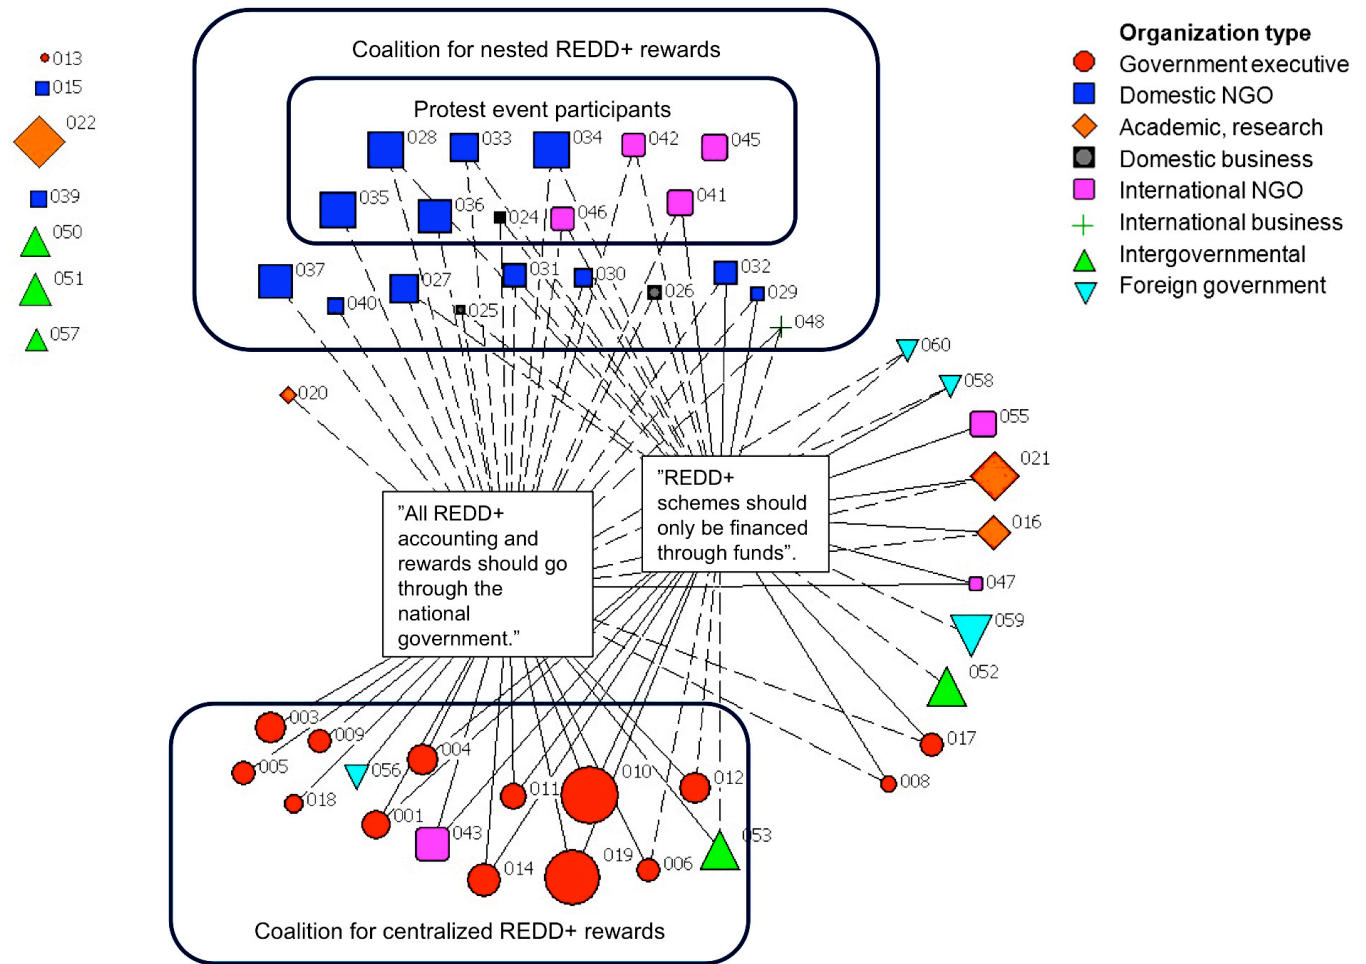 Coalition for nested REDD+ rewards
Protest event participants
013
015
022
039
050
051
057
028
033
034
042
045
035
036
024
046
041
037
027
031
030
032
040
025
026
029
048
020
060
058
055
021
016
047
059
052
017
008
”All REDD+
accounting and
rewards should go
through the
national
government.”
”REDD+
schemes should
only be financed
through funds”.
003
009
004
005
056
018
001
011
010
012
043
014
019
006
053
Coalition for centralized REDD+ rewards
Organization type
Government executive
Domestic NGO
Academic, research
Domestic business
International NGO
International business
Intergovernmental
Foreign government